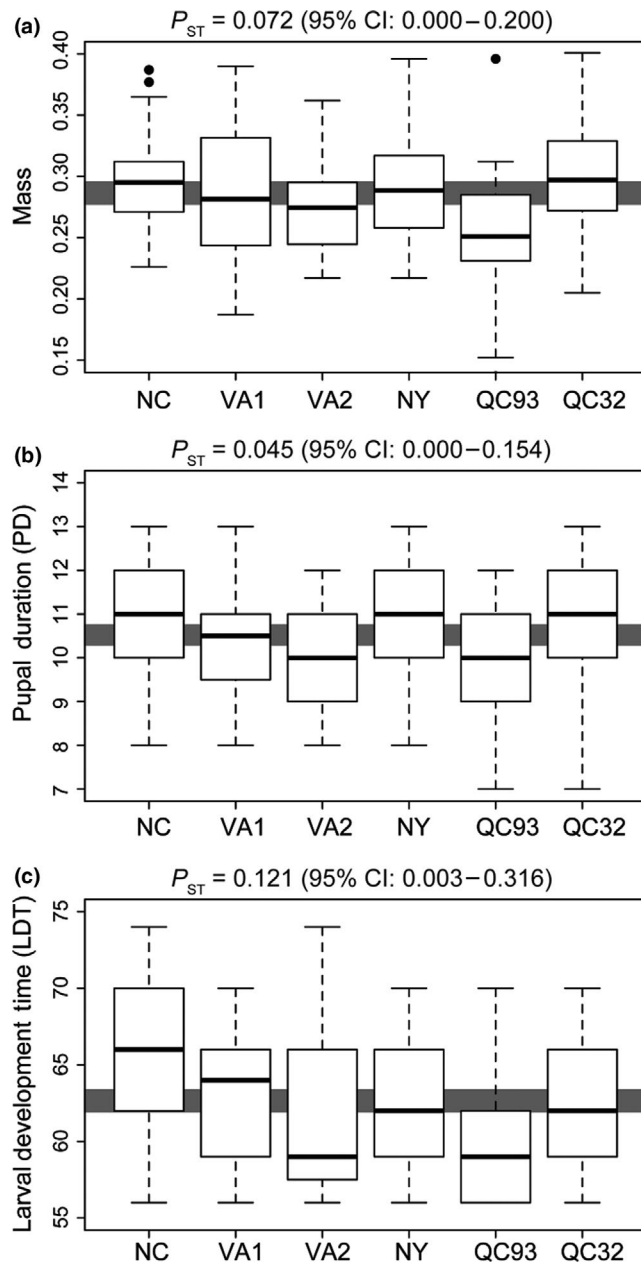 (a)
P_ST = 0.072 (95% CI: 0.000−0.200)
Mass
0.40
0.35
0.30
0.25
0.20
0.15
NC VA1 VA2 NY QC93 QC32
(b)
P_ST = 0.045 (95% CI: 0.000−0.154)
Pupal duration (PD)
14
13
12
11
10
9
8
7
NC VA1 VA2 NY QC93 QC32
(c)
P_ST = 0.121 (95% CI: 0.003−0.316)
Larval development time (LDT)
75
70
65
60
55
NC VA1 VA2 NY QC93 QC32